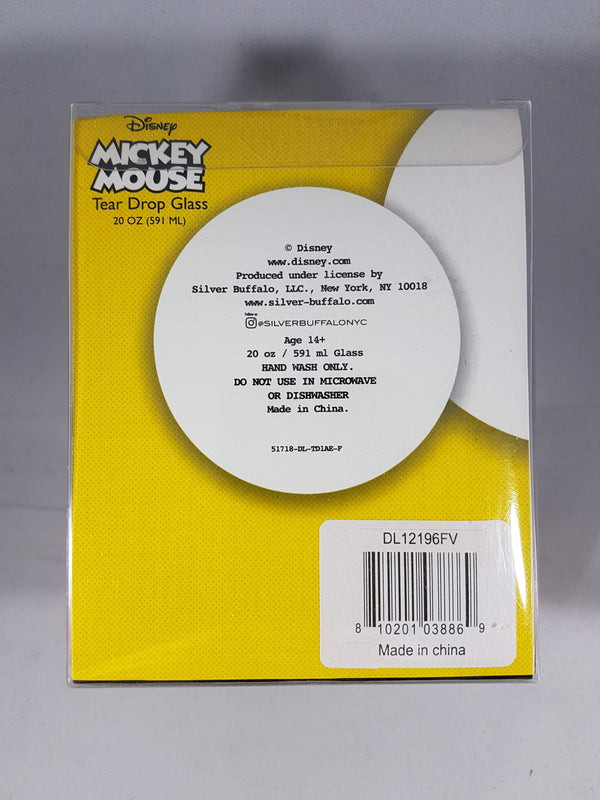 Disney
MICKEY
MOUSE
Tear Drop Glass
20 OZ (591 ML)
© Disney
www.disney.com
Produced under license by
Silver Buffalo, LLC., New York, NY 10018
www.silver-buffalo.com
Follow us
@SILVERBUFFALONYC
Age 14+
20 oz / 591 ml Glass
HAND WASH ONLY.
DO NOT USE IN MICROWAVE
OR DISHWASHER
Made in China.
51718-DL-TD1AE-F
DL12196FV
8 10201 03886 9
Made in china